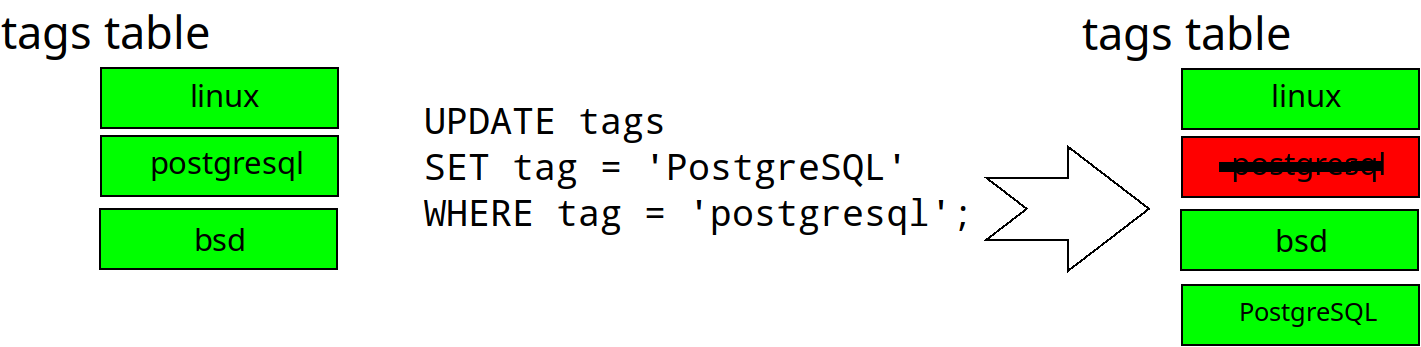 tags table
linux
postgresql
bsd
UPDATE tags
SET tag = 'PostgreSQL'
WHERE tag = 'postgresql';
tags table
linux
postgresql
bsd
PostgreSQL